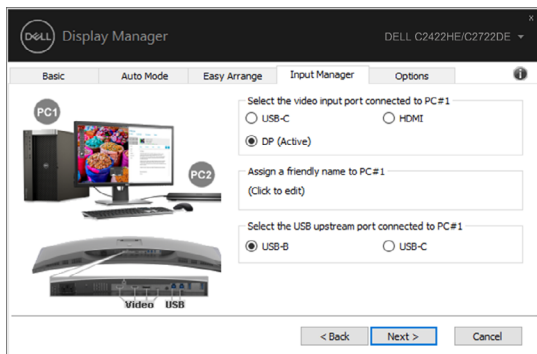 DELL Display Manager
x
DELL C2422HE/C2722DE
Basic Auto Mode Easy Arrange Input Manager Options
PC1
PC2
Video USB
Select the video input port connected to PC#1
USB-C HDMI
DP (Active)
Assign a friendly name to PC#1
(Click to edit)
Select the USB upstream port connected to PC#1
USB-B USB-C
< Back Next > Cancel